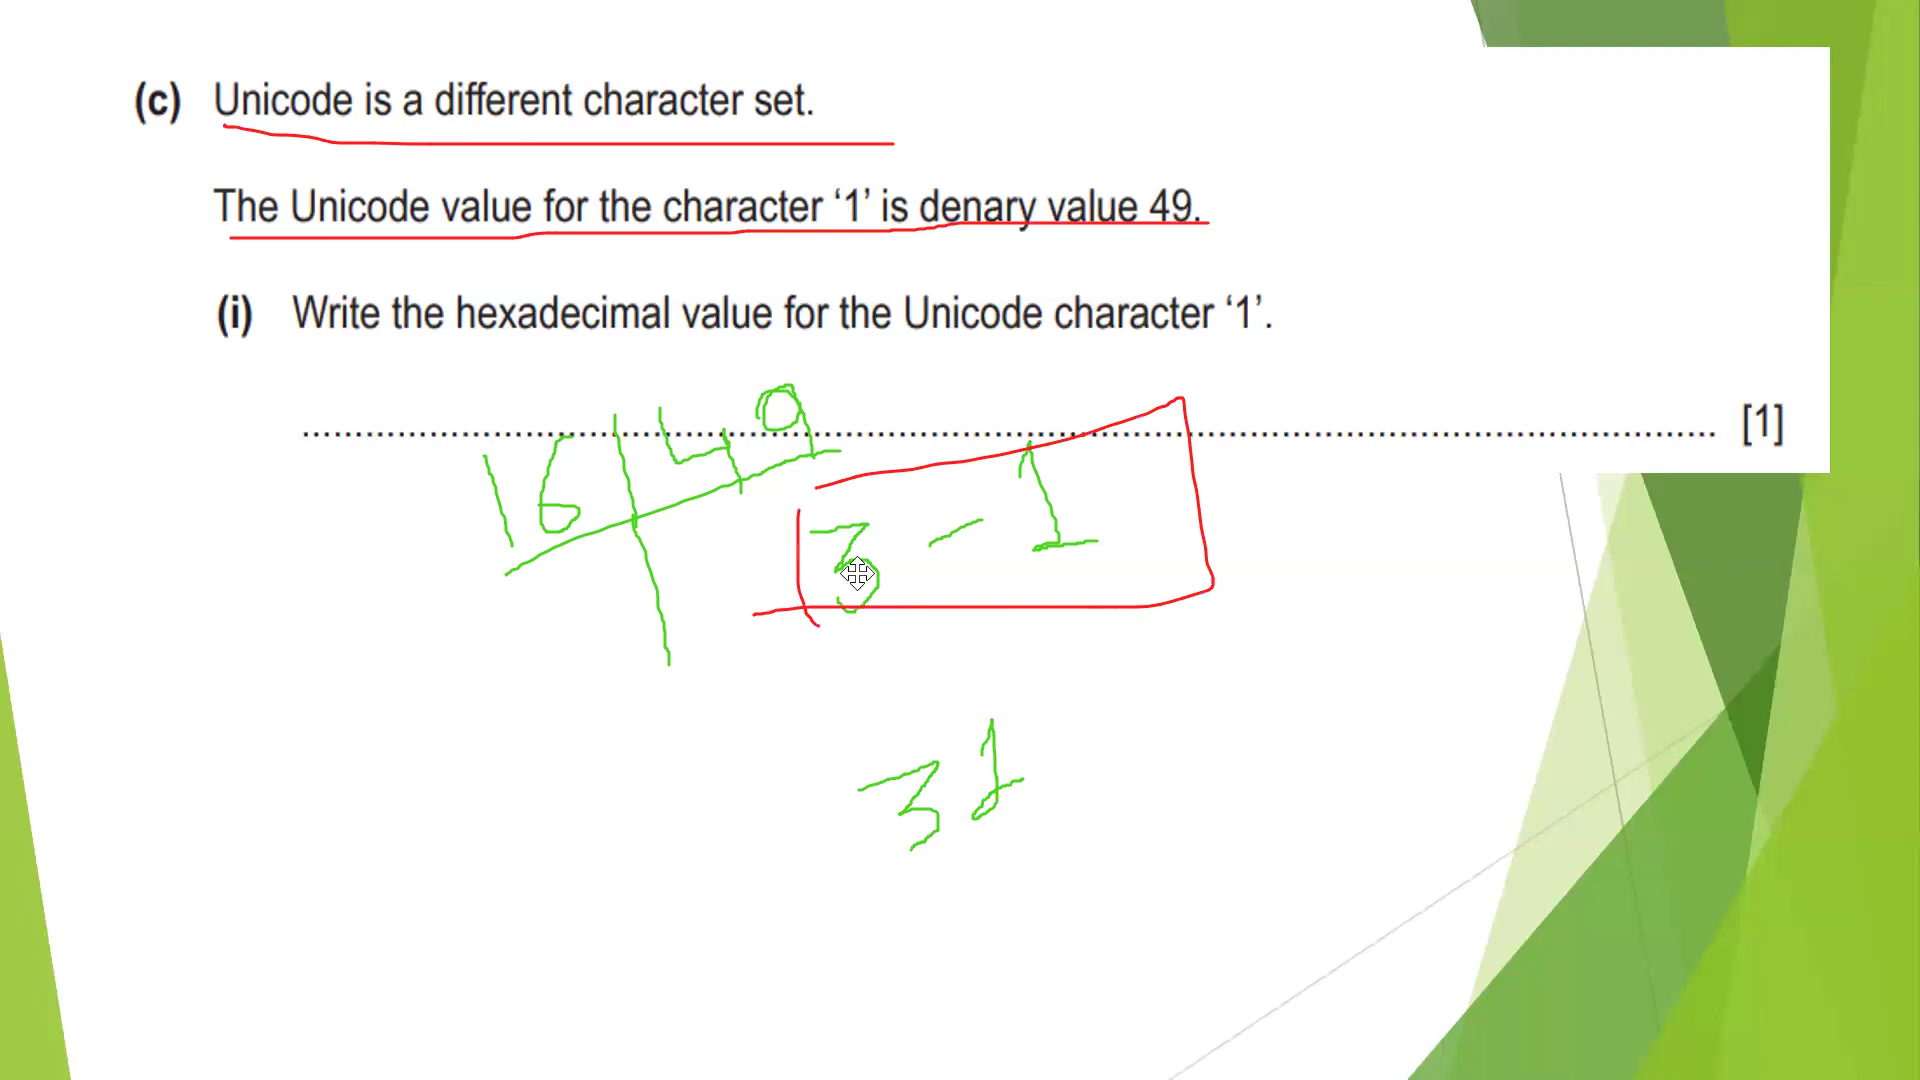 (c) Unicode is a different character set.
The Unicode value for the character ‘1’ is denary value 49.
(i) Write the hexadecimal value for the Unicode character ‘1’.
.................................................................................................... [1]
16 49
3 - 1
31